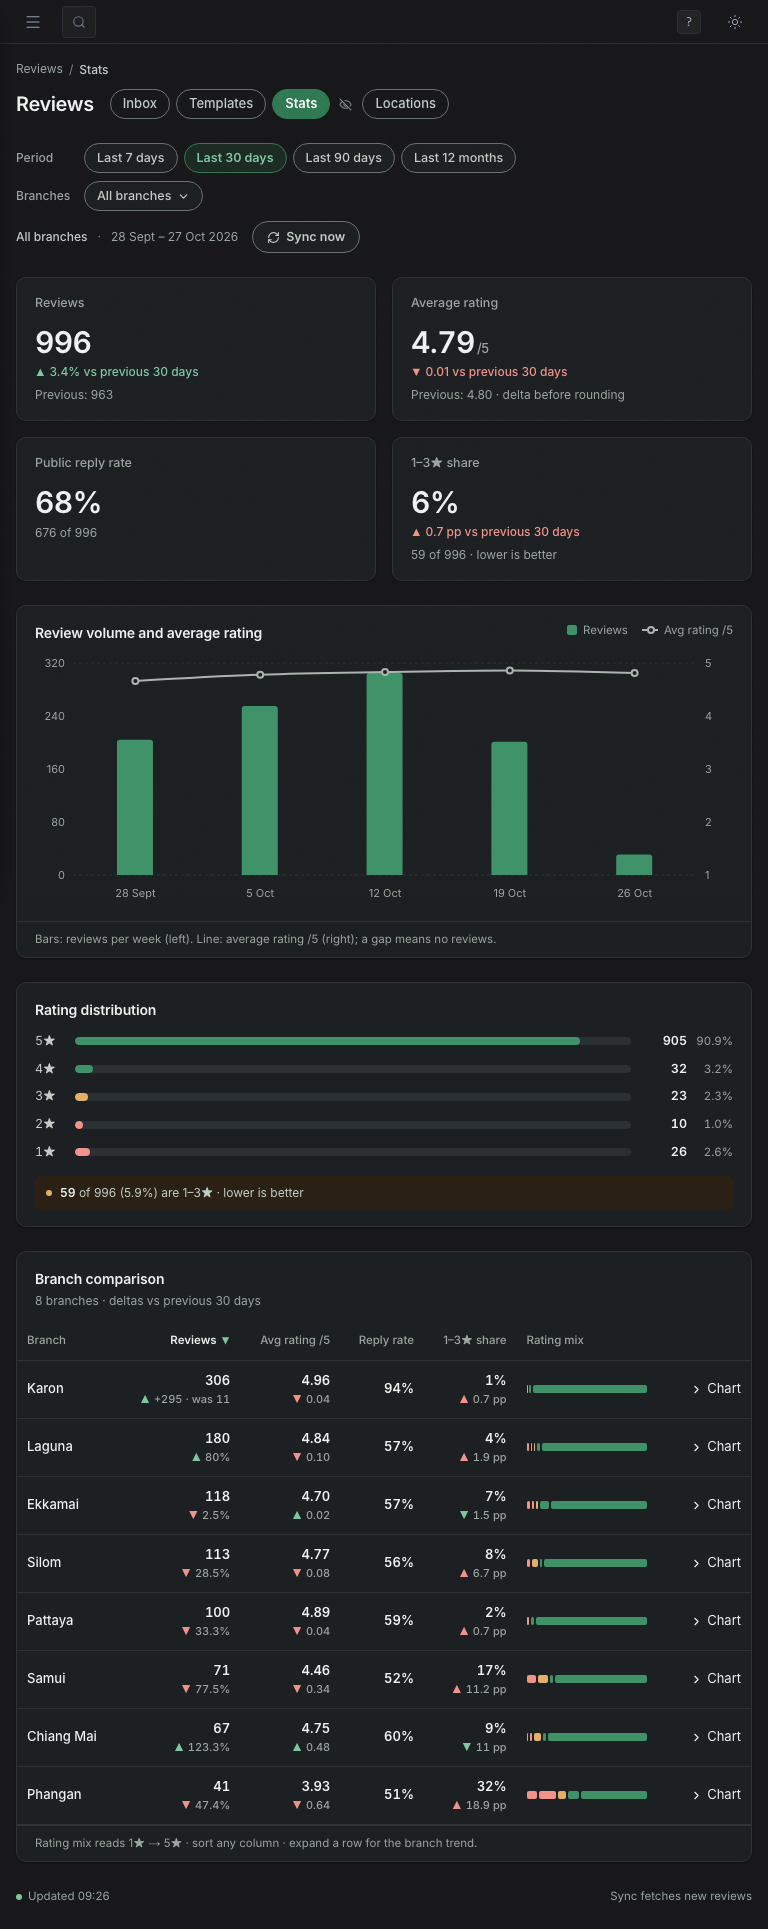 ?
Reviews / Stats
Reviews Inbox Templates Stats Locations
Period Last 7 days Last 30 days Last 90 days Last 12 months
Branches All branches
All branches · 28 Sept – 27 Oct 2026 Sync now
Reviews
996
▲ 3.4% vs previous 30 days
Previous: 963
Average rating
4.79/5
▼ 0.01 vs previous 30 days
Previous: 4.80 · delta before rounding
Public reply rate
68%
676 of 996
1–3★ share
6%
▲ 0.7 pp vs previous 30 days
59 of 996 · lower is better
Review volume and average rating Reviews Avg rating /5
320 5
240 4
160 3
80 2
0 1
28 Sept 5 Oct 12 Oct 19 Oct 26 Oct
Bars: reviews per week (left). Line: average rating /5 (right); a gap means no reviews.
Rating distribution
5★ 905 90.9%
4★ 32 3.2%
3★ 23 2.3%
2★ 10 1.0%
1★ 26 2.6%
59 of 996 (5.9%) are 1–3★ · lower is better
Branch comparison
8 branches · deltas vs previous 30 days
Branch Reviews ▼ Avg rating /5 Reply rate 1–3★ share Rating mix
Karon 306 4.96 94% 1% › Chart
▲ +295 · was 11 ▼ 0.04 ▲ 0.7 pp
Laguna 180 4.84 57% 4% › Chart
▲ 80% ▼ 0.10 ▲ 1.9 pp
Ekkamai 118 4.70 57% 7% › Chart
▼ 2.5% ▲ 0.02 ▼ 1.5 pp
Silom 113 4.77 56% 8% › Chart
▼ 28.5% ▼ 0.08 ▲ 6.7 pp
Pattaya 100 4.89 59% 2% › Chart
▼ 33.3% ▼ 0.04 ▲ 0.7 pp
Samui 71 4.46 52% 17% › Chart
▼ 77.5% ▼ 0.34 ▲ 11.2 pp
Chiang Mai 67 4.75 60% 9% › Chart
▲ 123.3% ▲ 0.48 ▼ 11 pp
Phangan 41 3.93 51% 32% › Chart
▼ 47.4% ▼ 0.64 ▲ 18.9 pp
Rating mix reads 1★ → 5★ · sort any column · expand a row for the branch trend.
Updated 09:26 Sync fetches new reviews